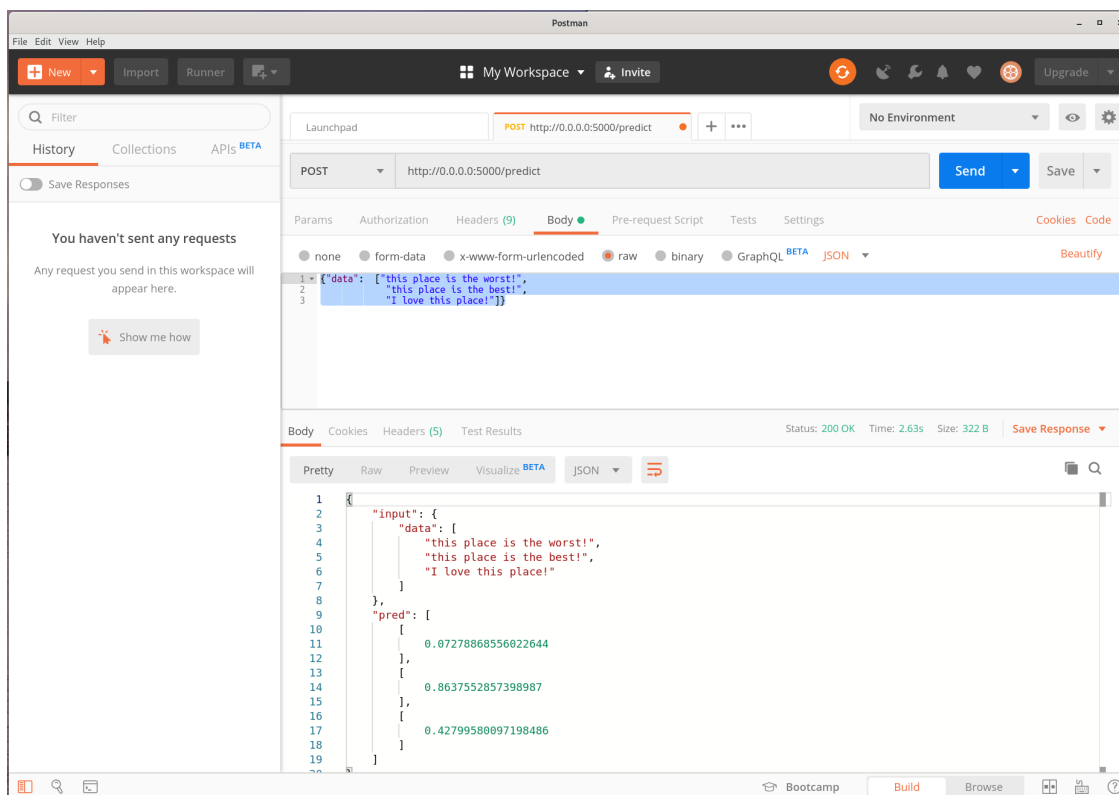 Postman
File Edit View Help
New
Import
Runner
My Workspace
Invite
Upgrade
Filter
History
Collections
APIs BETA
Save Responses
You haven't sent any requests
Any request you send in this workspace will
appear here.
Show me how
Launchpad
POST http://0.0.0.0:5000/predict
No Environment
POST
http://0.0.0.0:5000/predict
Send
Save
Params
Authorization
Headers (9)
Body
Pre-request Script
Tests
Settings
Cookies Code
none
form-data
x-www-form-urlencoded
raw
binary
GraphQL BETA
JSON
Beautify
1 {"data": ["this place is the worst!",
2 "this place is the best!",
3 "I love this place!"]}
Body
Cookies
Headers (5)
Test Results
Status: 200 OK Time: 2.63s Size: 322 B
Save Response
Pretty
Raw
Preview
Visualize BETA
JSON
1 {
2 "input": {
3 "data": [
4 "this place is the worst!",
5 "this place is the best!",
6 "I love this place!"
7 ]
8 },
9 "pred": [
10 [
11 0.07278868556022644
12 ],
13 [
14 0.8637552857398987
15 ],
16 [
17 0.42799580097198486
18 ]
19 ]
Bootcamp
Build
Browse